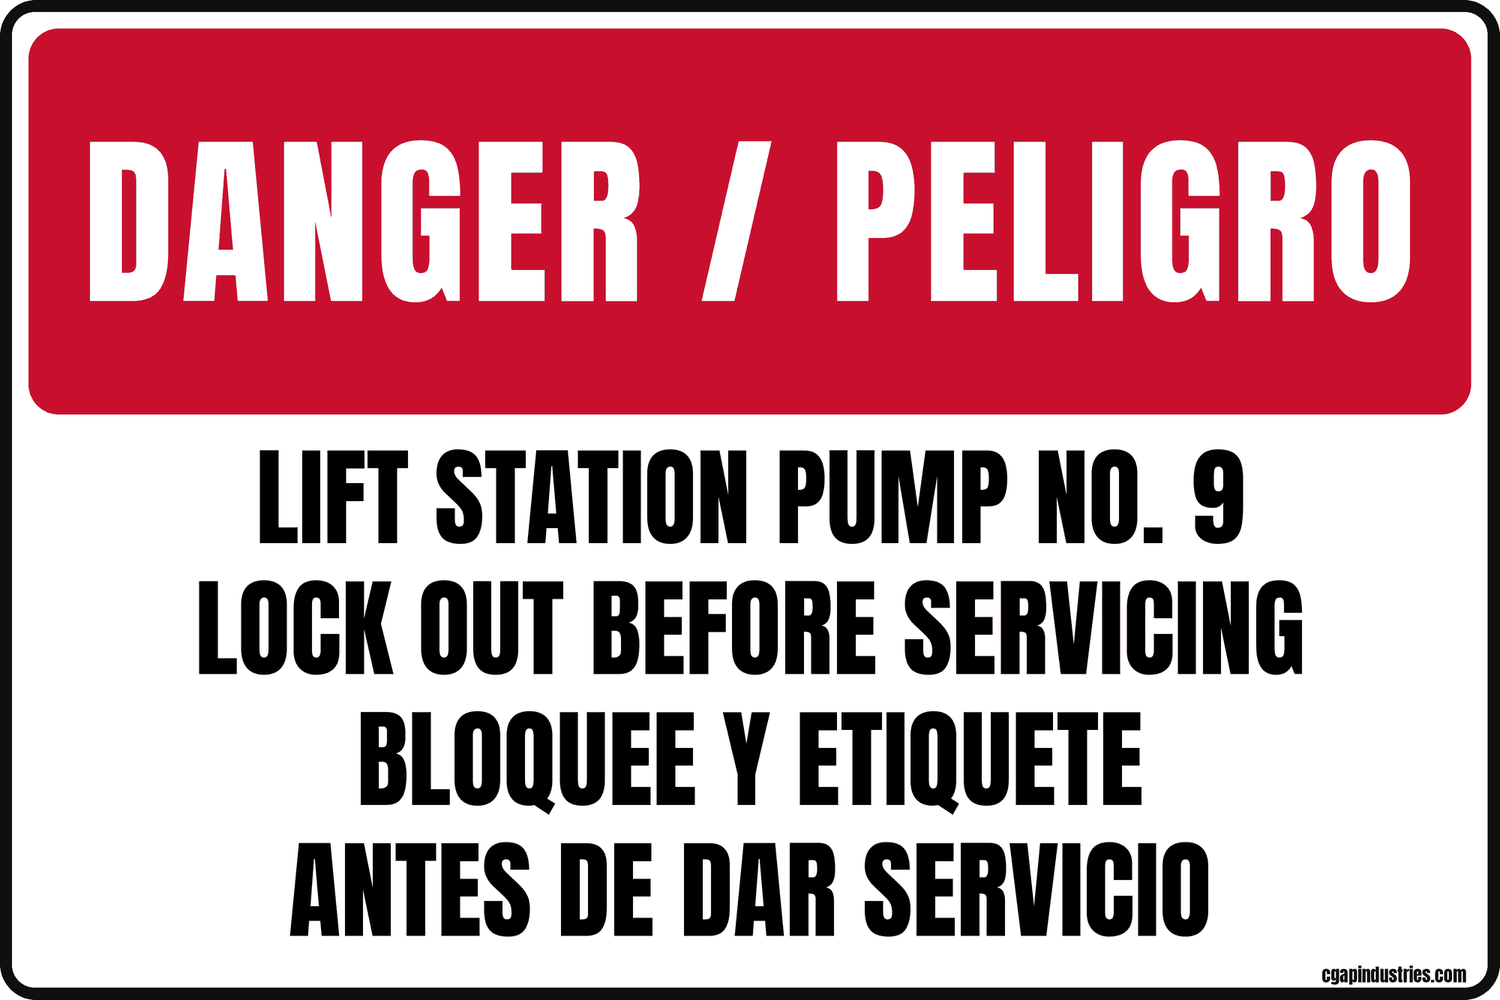 DANGER / PELIGRO
LIFT STATION PUMP NO. 9
LOCK OUT BEFORE SERVICING
BLOQUEE Y ETIQUETE
ANTES DE DAR SERVICIO
cgapindustries.com